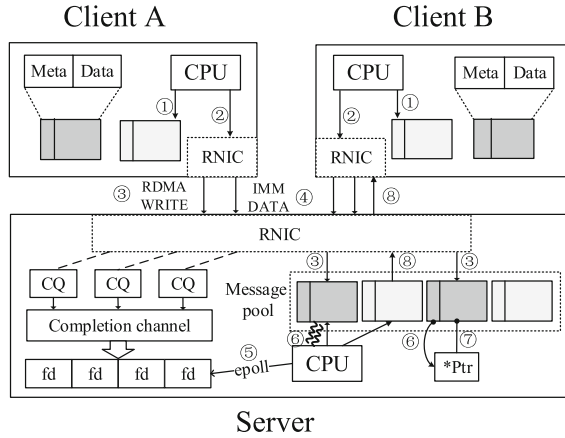 Client A Client B
Meta Data CPU CPU Meta Data
① ② ② ①
RNIC RNIC
③ RDMA WRITE IMM DATA ④ ⑧
RNIC
③ ⑧ ③
CQ CQ CQ
Message pool
Completion channel
⑥ ⑥ ⑦
⑤ epoll CPU *Ptr
fd fd fd fd
Server